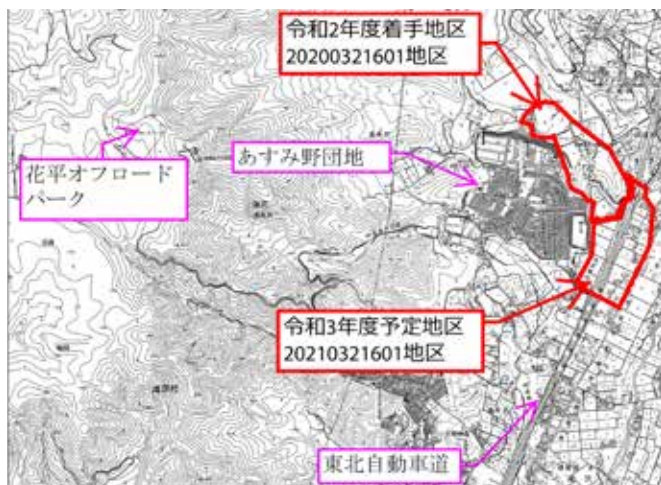 令和2年度着手地区
20200321601地区
あすみ野団地
花平オフロード
パーク
令和3年度予定地区
20210321601地区
東北自動車道